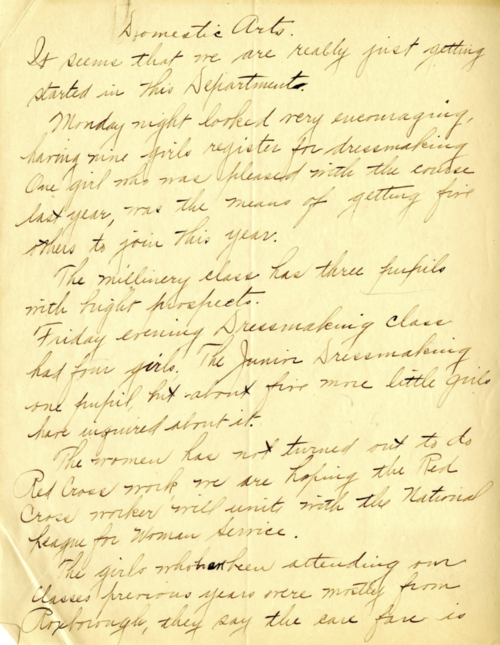 Domestic Arts.
It seems that we are really just getting
started in this Department.
Monday night looked very encouraging,
having nine girls register for dressmaking
One girl who was pleased with the course
last year, was the means of getting five
others to join this year.
The millinery class has three pupils
with bright prospects.
Friday evening Dressmaking Class
had four girls. The Junior Dressmaking
one pupil, but about five more little girls
have inquired about it.
The women has not turned out to do
Red Cross work, we are hoping the Red
Cross worker will unite with the National
League for Woman Service.
The girls who been attending our
classes previous years were mostly from
Roxborough, they say the care fare is